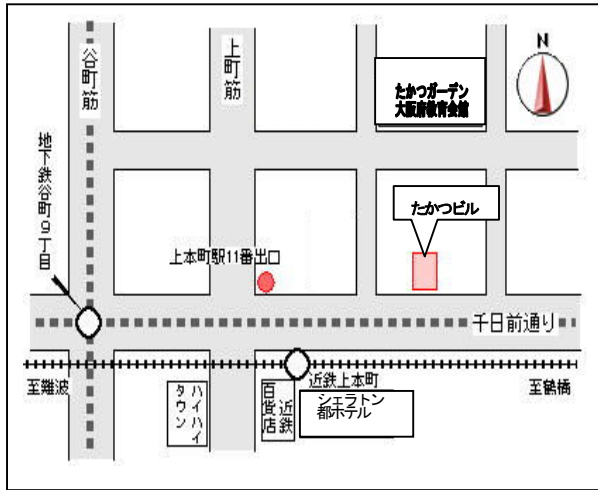 谷町筋
上町筋
N
たかつガーデン
大阪府教育会館
地下鉄谷町9丁目
たかつビル
上本町駅11番出口
千日前通り
至難波
近鉄上本町
至鶴橋
ハイハイ
タウン
近鉄
百貨店
シェラトン
都ホテル